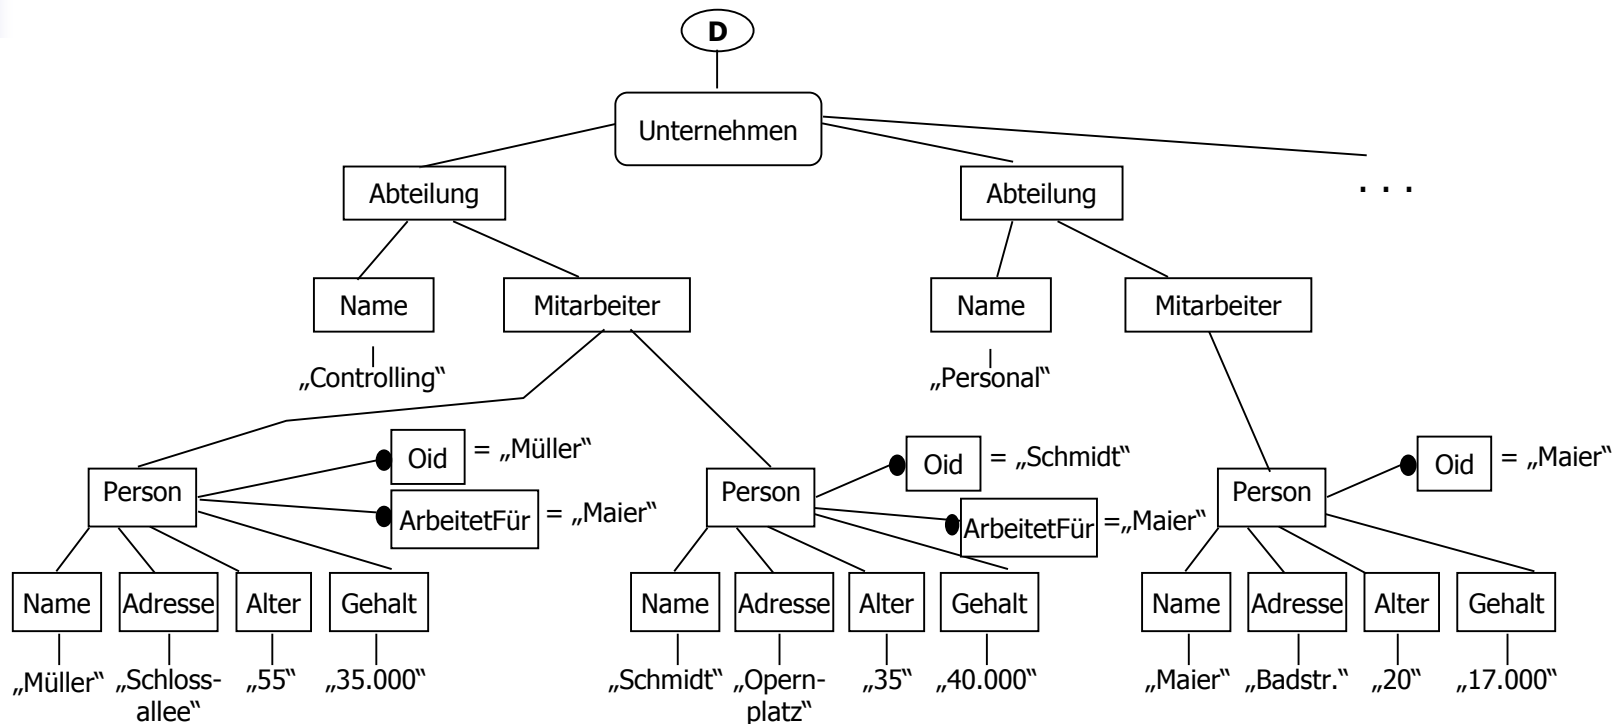 D
Unternehmen
Abteilung
Abteilung
. . .
Name
Mitarbeiter
Name
Mitarbeiter
„Controlling“
„Personal“
Person
Oid = „Müller“
ArbeitetFür = „Maier“
Person
Oid = „Schmidt“
ArbeitetFür =„Maier“
Person
Oid = „Maier“
Name Adresse Alter Gehalt
Name Adresse Alter Gehalt
Name Adresse Alter Gehalt
„Müller“ „Schloss- „55“ „35.000“
allee“
„Schmidt“ „Opern- „35“ „40.000“
platz“
„Maier“ „Badstr.“ „20“ „17.000“